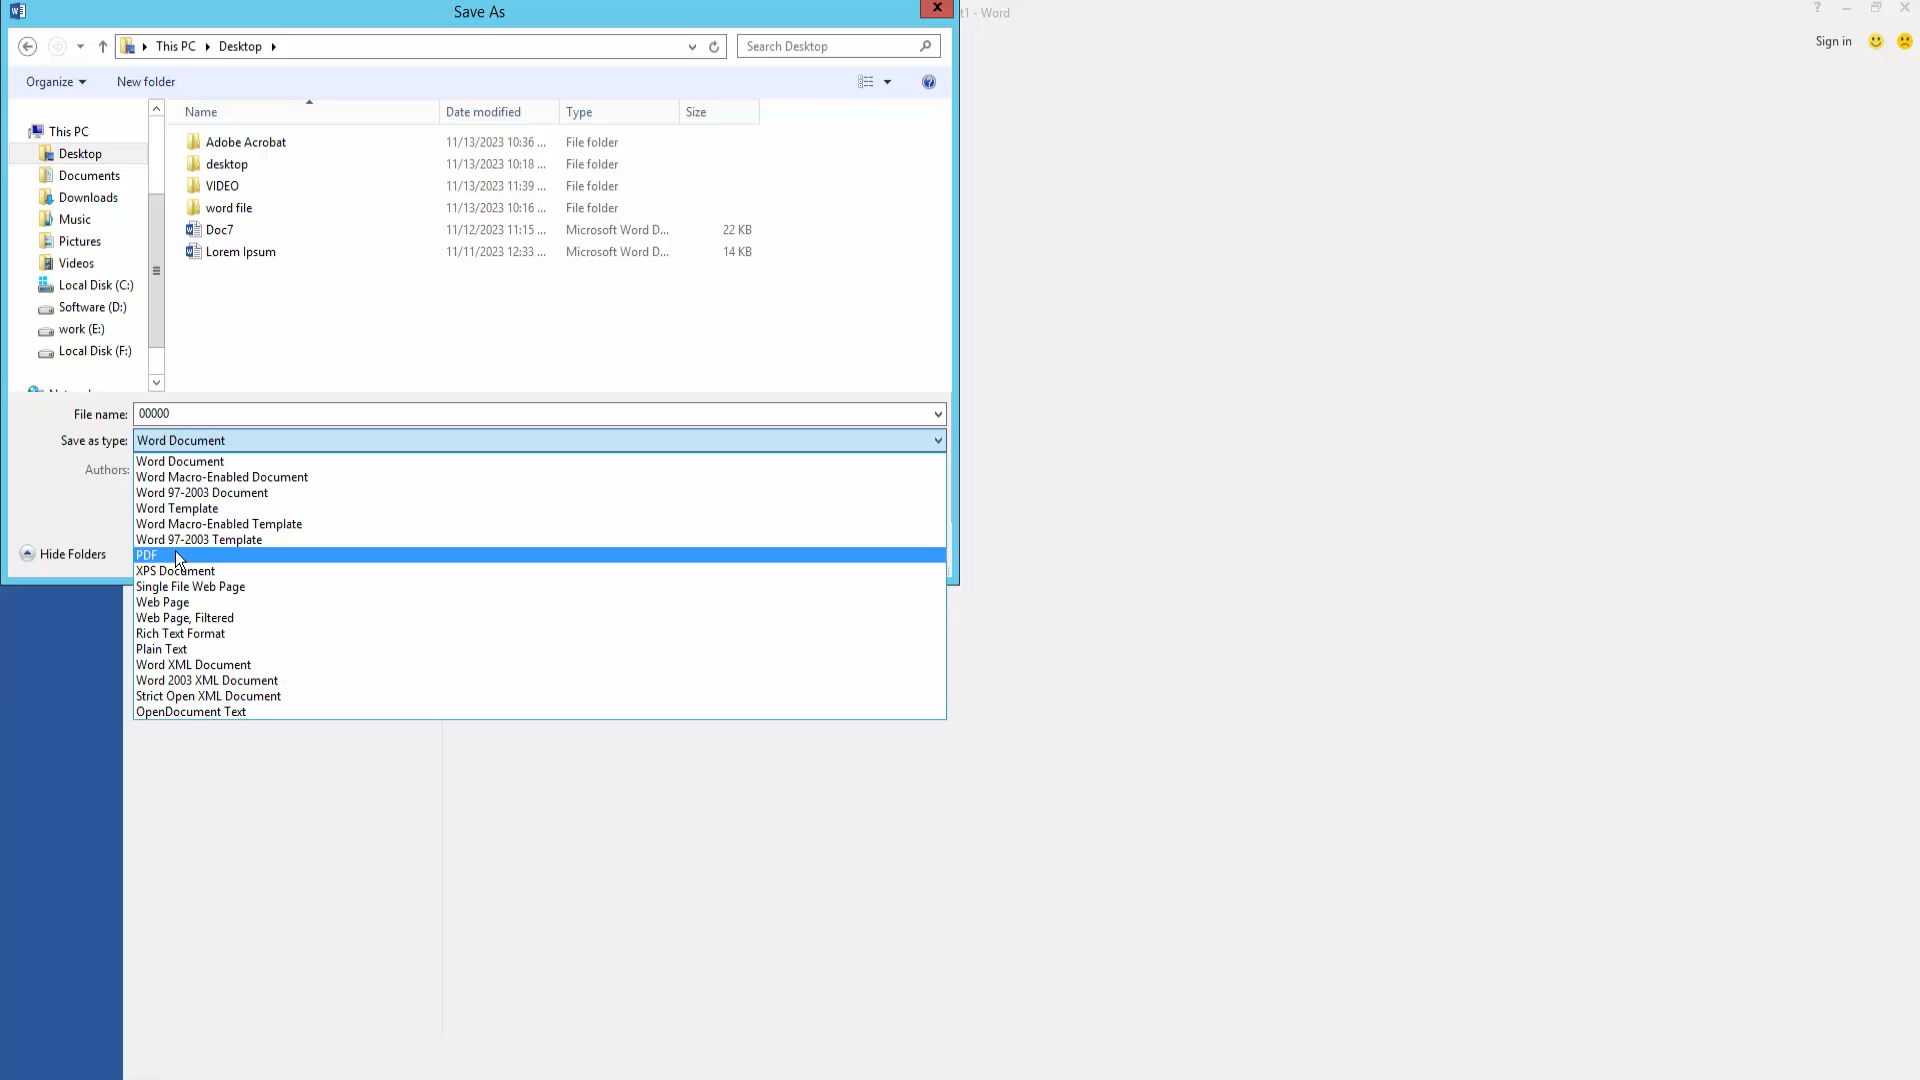 Save As
X
t1 - Word
?
Sign in
This PC
Desktop
Search Desktop
Organize
New folder
?
Name
Date modified
Type
Size
This PC
Desktop
Documents
Downloads
Music
Pictures
Videos
Local Disk (C:)
Software (D:)
work (E:)
Local Disk (F:)
Adobe Acrobat 11/13/2023 10:36 ... File folder
desktop 11/13/2023 10:18 ... File folder
VIDEO 11/13/2023 11:39 ... File folder
word file 11/13/2023 10:16 ... File folder
Doc7 11/12/2023 11:15 ... Microsoft Word D... 22 KB
Lorem Ipsum 11/11/2023 12:33 ... Microsoft Word D... 14 KB
File name: 00000
Save as type: Word Document
Authors:
Hide Folders
Word Document
Word Macro-Enabled Document
Word 97-2003 Document
Word Template
Word Macro-Enabled Template
Word 97-2003 Template
PDF
XPS Document
Single File Web Page
Web Page
Web Page, Filtered
Rich Text Format
Plain Text
Word XML Document
Word 2003 XML Document
Strict Open XML Document
OpenDocument Text